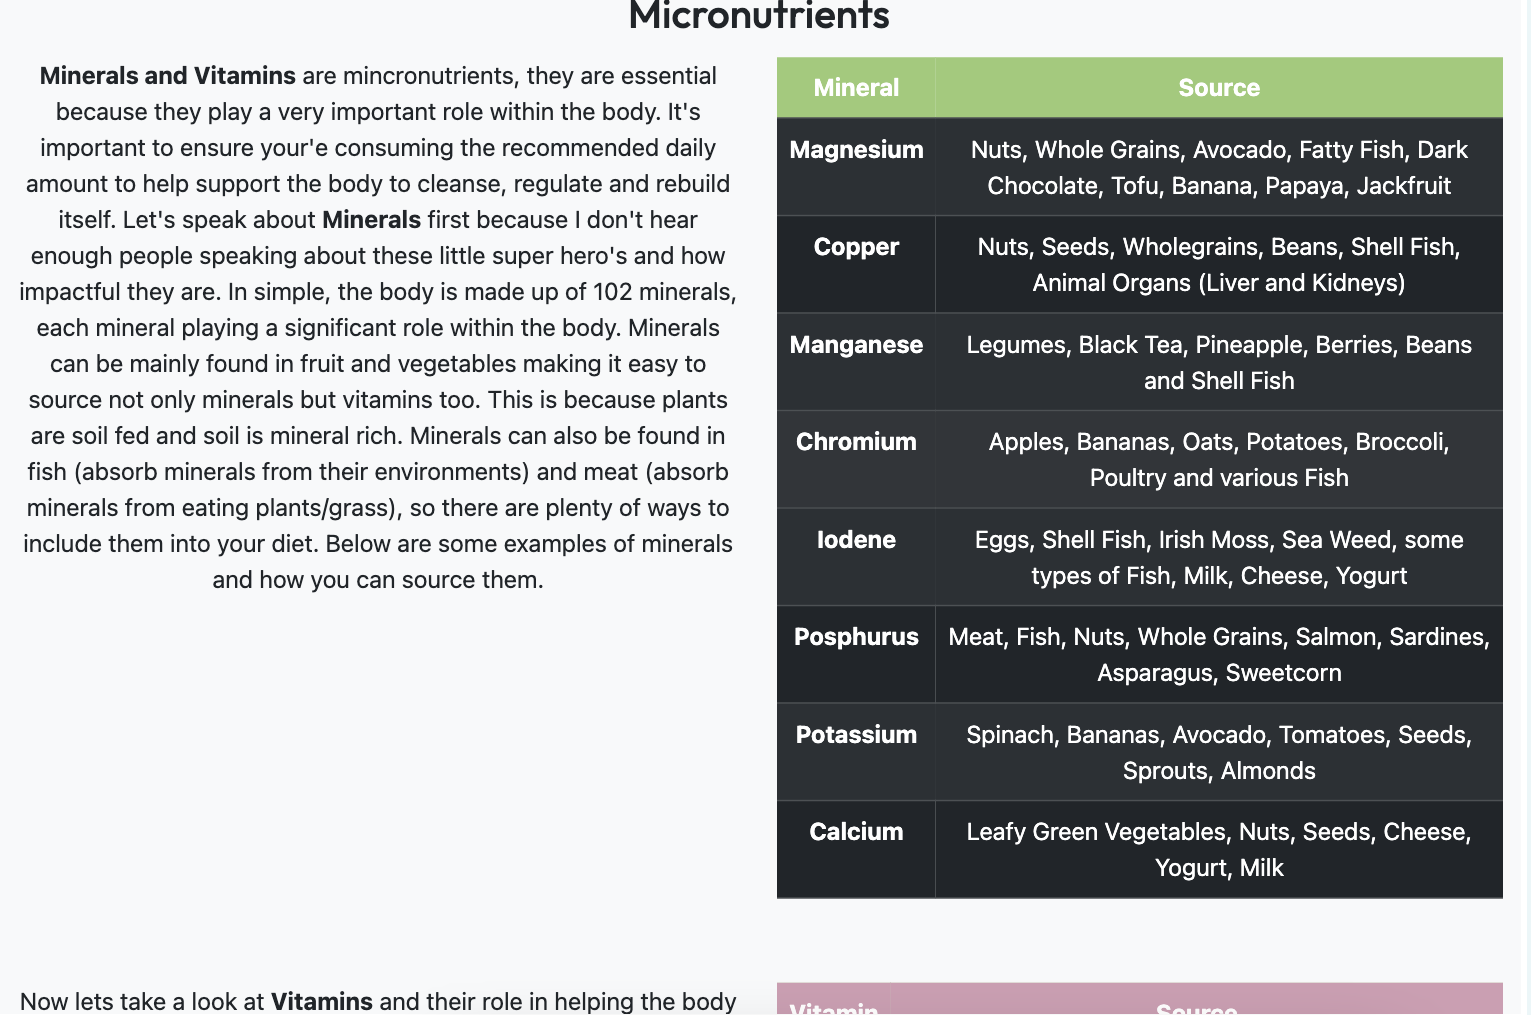 Micronutrients
Minerals and Vitamins are mincronutrients, they are essential
because they play a very important role within the body. It's
important to ensure your'e consuming the recommended daily
amount to help support the body to cleanse, regulate and rebuild
itself. Let's speak about Minerals first because I don't hear
enough people speaking about these little super hero's and how
impactful they are. In simple, the body is made up of 102 minerals,
each mineral playing a significant role within the body. Minerals
can be mainly found in fruit and vegetables making it easy to
source not only minerals but vitamins too. This is because plants
are soil fed and soil is mineral rich. Minerals can also be found in
fish (absorb minerals from their environments) and meat (absorb
minerals from eating plants/grass), so there are plenty of ways to
include them into your diet. Below are some examples of minerals
and how you can source them.
Mineral Source
Magnesium Nuts, Whole Grains, Avocado, Fatty Fish, Dark
Chocolate, Tofu, Banana, Papaya, Jackfruit
Copper Nuts, Seeds, Wholegrains, Beans, Shell Fish,
Animal Organs (Liver and Kidneys)
Manganese Legumes, Black Tea, Pineapple, Berries, Beans
and Shell Fish
Chromium Apples, Bananas, Oats, Potatoes, Broccoli,
Poultry and various Fish
Iodene Eggs, Shell Fish, Irish Moss, Sea Weed, some
types of Fish, Milk, Cheese, Yogurt
Posphurus Meat, Fish, Nuts, Whole Grains, Salmon, Sardines,
Asparagus, Sweetcorn
Potassium Spinach, Bananas, Avocado, Tomatoes, Seeds,
Sprouts, Almonds
Calcium Leafy Green Vegetables, Nuts, Seeds, Cheese,
Yogurt, Milk
Now lets take a look at Vitamins and their role in helping the body
Vitamin Source